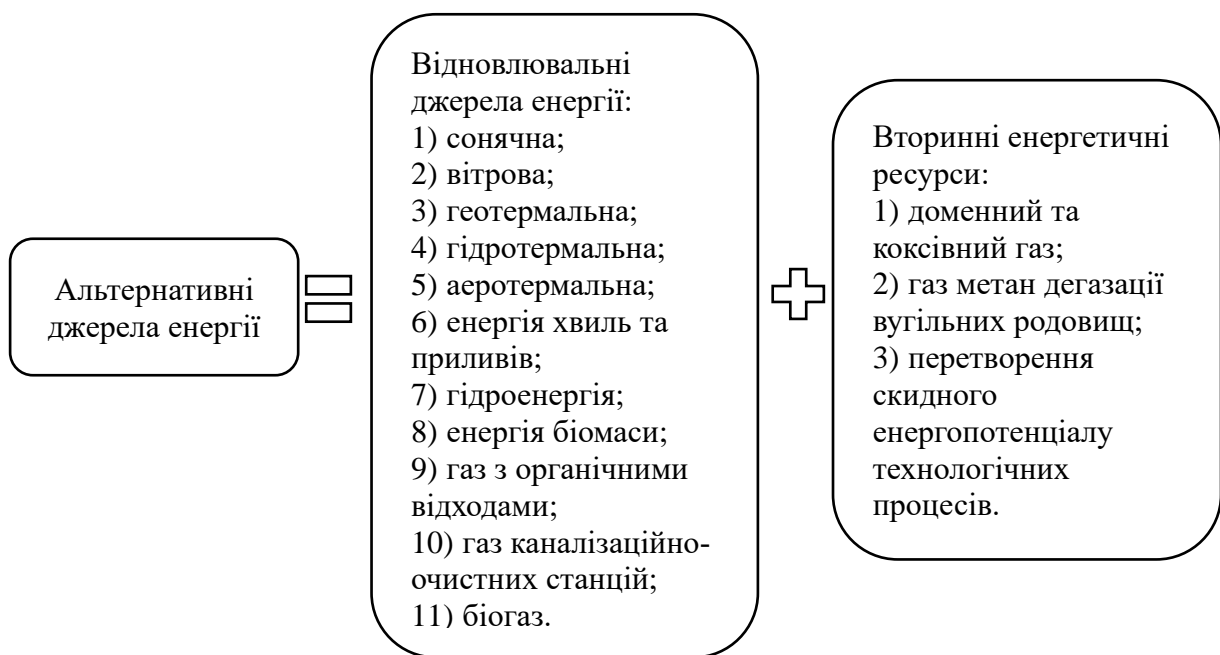 Альтернативні
джерела енергії
Відновлювальні
джерела енергії:
1) сонячна;
2) вітрова;
3) геотермальна;
4) гідротермальна;
5) аеротермальна;
6) енергія хвиль та
приливів;
7) гідроенергія;
8) енергія біомаси;
9) газ з органічними
відходами;
10) газ каналізаційно-
очистних станцій;
11) біогаз.
Вторинні енергетичні
ресурси:
1) доменний та
коксівний газ;
2) газ метан дегазації
вугільних родовищ;
3) перетворення
скидного
енергопотенціалу
технологічних
процесів.